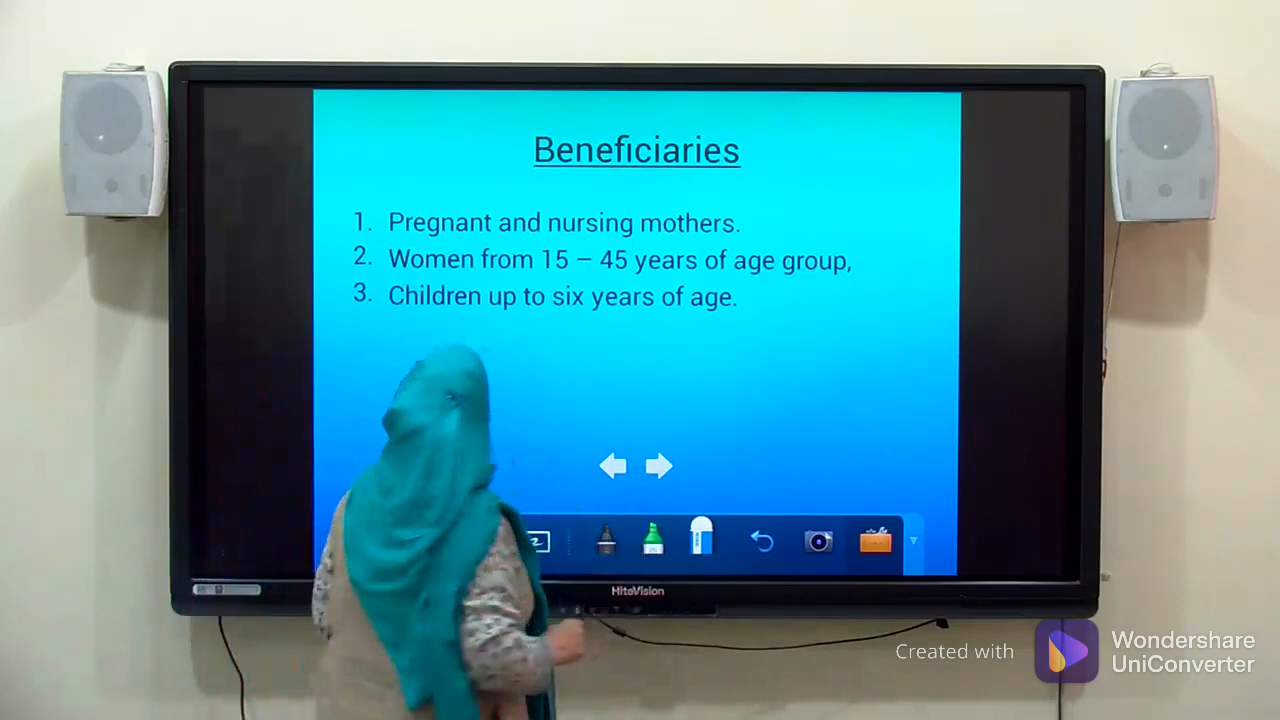 Beneficiaries
1. Pregnant and nursing mothers.
2. Women from 15 – 45 years of age group,
3. Children up to six years of age.
HiteVision
Created with
Wondershare
UniConverter